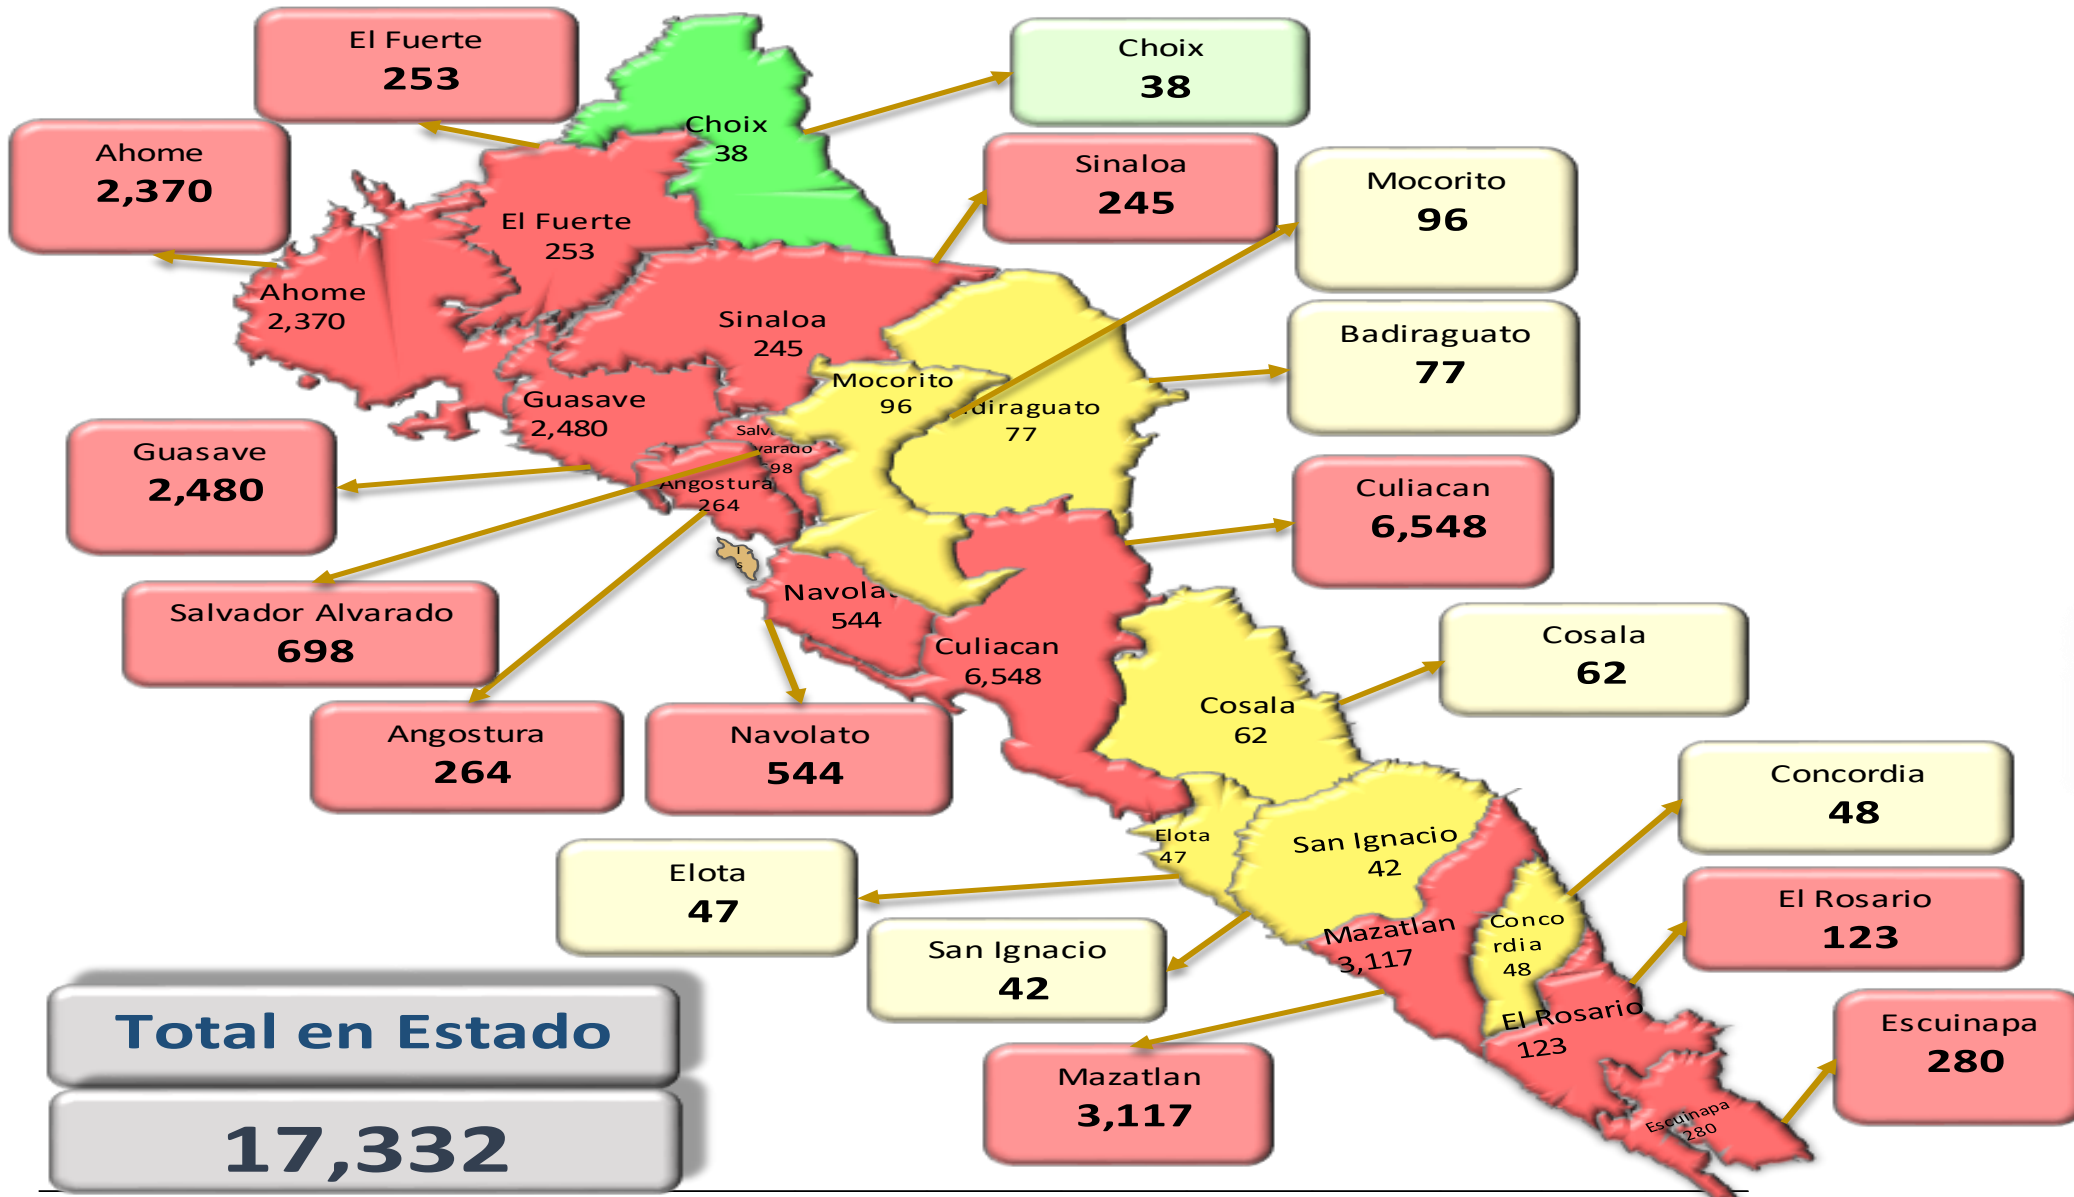 El Fuerte
253
Choix
38
Ahome
2,370
Sinaloa
245
Mocorito
96
Badiraguato
77
Guasave
2,480
Culiacan
6,548
Salvador Alvarado
698
Cosala
62
Angostura
264
Navolato
544
Concordia
48
Elota
47
El Rosario
123
San Ignacio
42
Escuinapa
280
Mazatlan
3,117
Choix
38
El Fuerte
253
Ahome
2,370
Sinaloa
245
Mocorito
96
diraguato
77
Guasave
2,480
Salv
varado
98
Angostura
264
Navola
544
Culiacan
6,548
Cosala
62
Elota
47
San Ignacio
42
Mazatlan
3,117
Conco
rdia
48
El Rosario
123
Escuinapa
280
Total en Estado
17,332